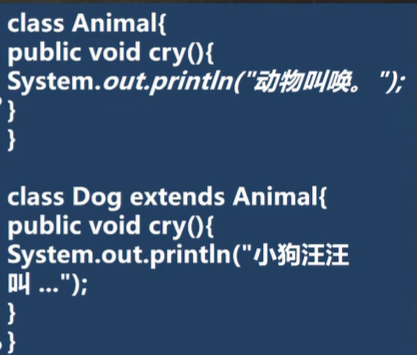 class Animal{
public void cry(){
System.out.println("动物叫唤。");
}
}
class Dog extends Animal{
public void cry(){
System.out.println("小狗汪汪
叫 ...");
}
}